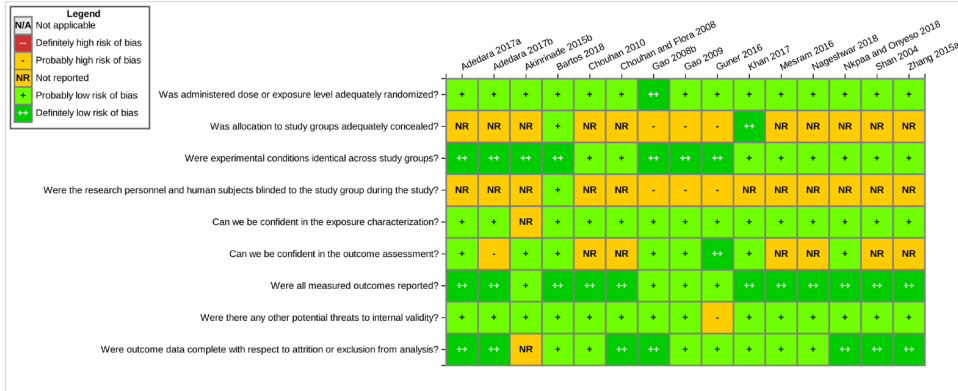 Legend
N/A Not applicable
-- Definitely high risk of bias
- Probably high risk of bias
NR Not reported
+ Probably low risk of bias
++ Definitely low risk of bias
Adedara 2017a
Adedara 2017b
Akinrinade 2015b
Bartos 2018
Chouhan 2010
Chouhan and Flora 2008
Gao 2008b
Gao 2009
Guner 2016
Khan 2017
Mesram 2016
Nageshwar 2018
Nkpaa and Onyeso 2018
Shan 2004
Zhang 2015a
Was administered dose or exposure level adequately randomized? + + + + + + ++ + + + + + + + +
Was allocation to study groups adequately concealed? NR NR NR + NR NR - - - ++ NR NR NR NR NR
Were experimental conditions identical across study groups? ++ ++ ++ ++ + + ++ ++ ++ + + + + + +
Were the research personnel and human subjects blinded to the study group during the study? NR NR NR + NR NR - - - NR NR NR NR NR NR
Can we be confident in the exposure characterization? + + NR + + + + + + + + + + + +
Can we be confident in the outcome assessment? + - + + NR NR + + ++ + NR NR + NR NR
Were all measured outcomes reported? ++ ++ + ++ ++ ++ + + + ++ ++ ++ ++ ++ ++
Were there any other potential threats to internal validity? + + + + + + + + - + + + + + +
Were outcome data complete with respect to attrition or exclusion from analysis? ++ ++ NR + + ++ ++ + + + + + ++ ++ ++